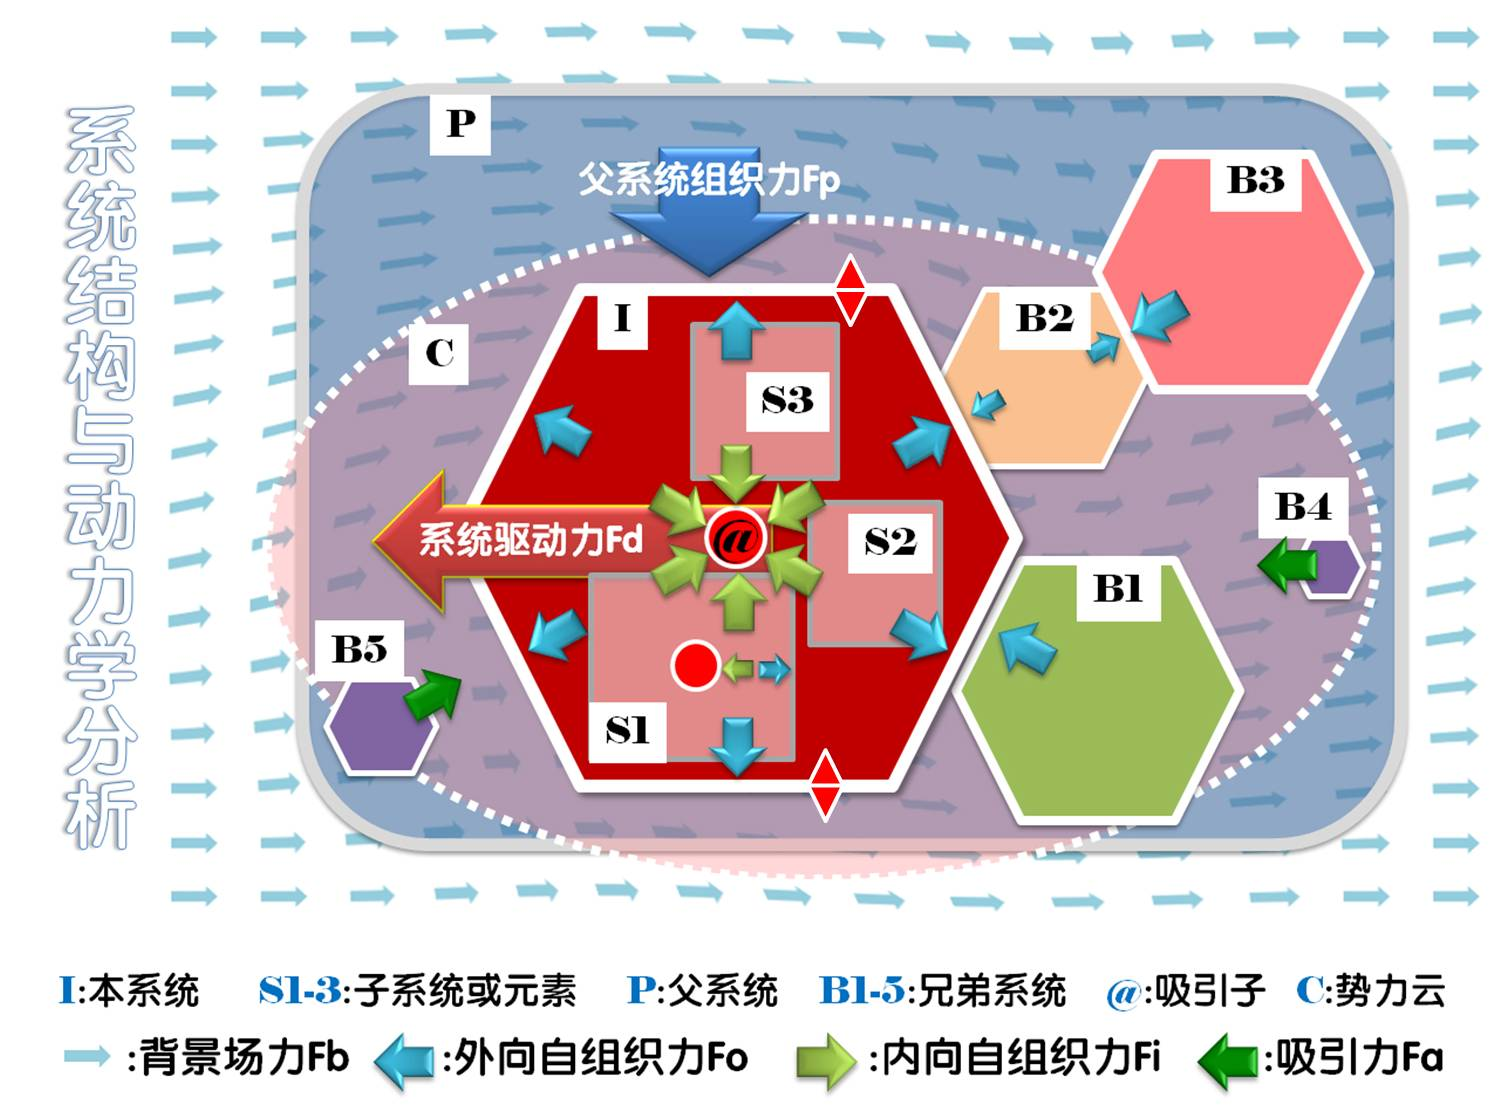 系统结构与动力学分析
P
父系统组织力Fp
B3
I
B2
C
S3
B4
系统驱动力Fd
@
S2
B1
B5
S1
I:本系统 S1-3:子系统或元素 P:父系统 B1-5:兄弟系统 @:吸引子 C:势力云
:背景场力Fb :外向自组织力Fo :内向自组织力Fi :吸引力Fa